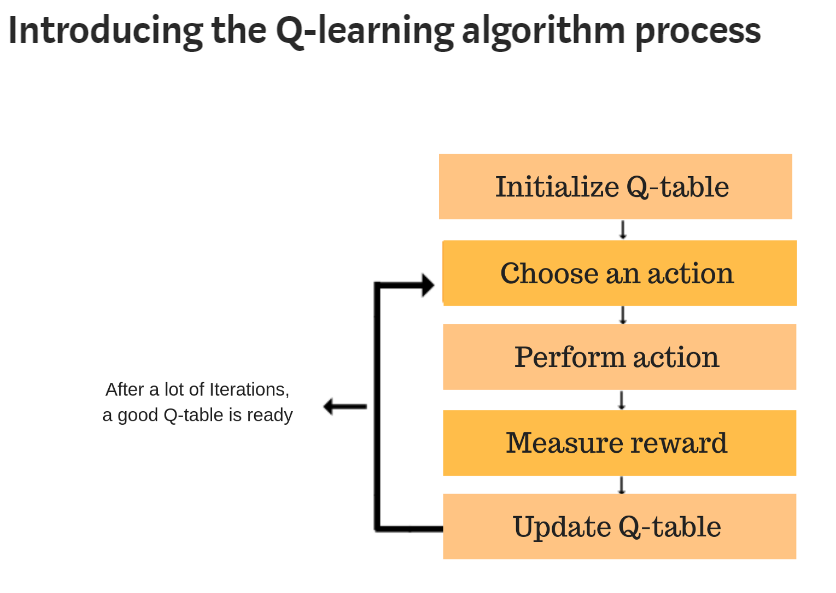 Introducing the Q-learning algorithm process
Initialize Q-table
Choose an action
Perform action
After a lot of Iterations,
a good Q-table is ready
Measure reward
Update Q-table